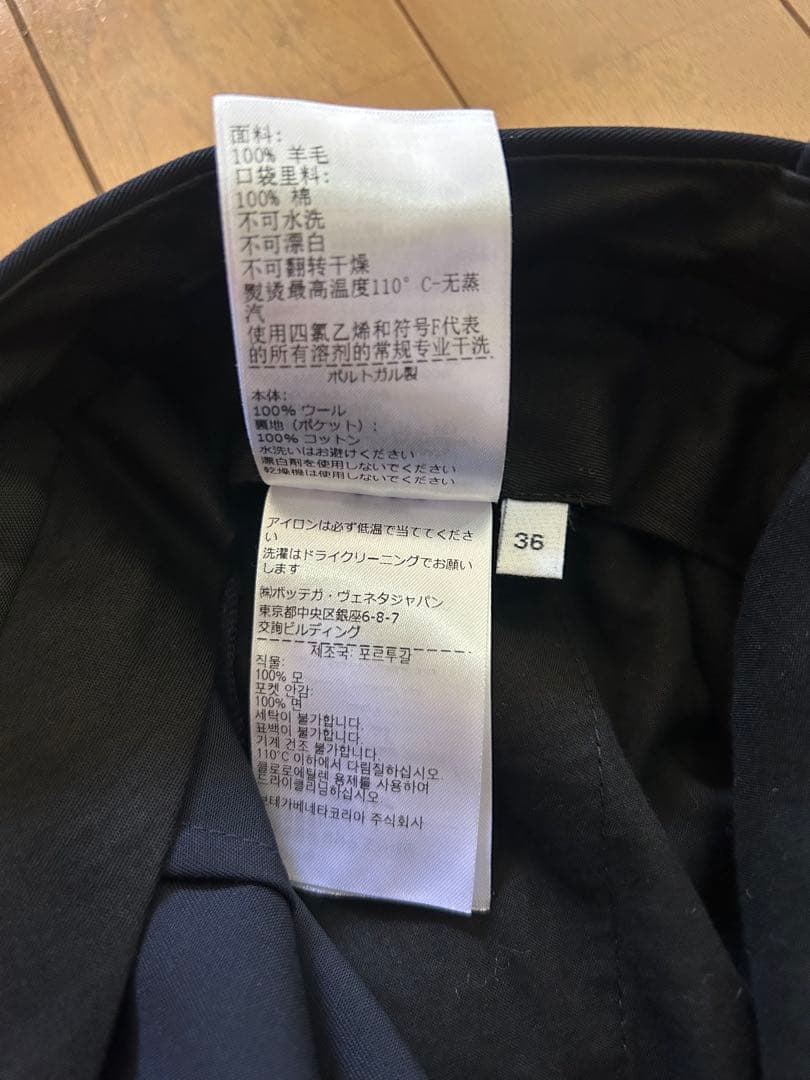 面料:
100% 羊毛
口袋里料:
100% 棉
不可水洗
不可漂白
不可翻转干燥
熨烫最高温度110° C-无蒸
汽
使用四氯乙烯和符号F代表
的所有溶剂的常规专业干洗
ポルトガル製
本体:
100% ウール
裏地 (ポケット) :
100% コットン
水洗いはお避けください
漂白剤を使用しないでください
乾燥機は使用しないでください
アイロンは必ず低温で当ててくださ
い
洗濯はドライクリーニングでお願い
します
㈱ボッテガ・ヴェネタジャパン
東京都中央区銀座6-8-7
交詢ビルディング
제조국: 포르투갈
직물:
100% 모
포켓 안감:
100% 면
세탁이 불가합니다.
표백이 불가합니다.
기계 건조 불가합니다
110°C 이하에서 다림질하십시오.
클로로에틸렌 용제를 사용하여
드라이클리닝하십시오
보테가베네타코리아 주식회사
36